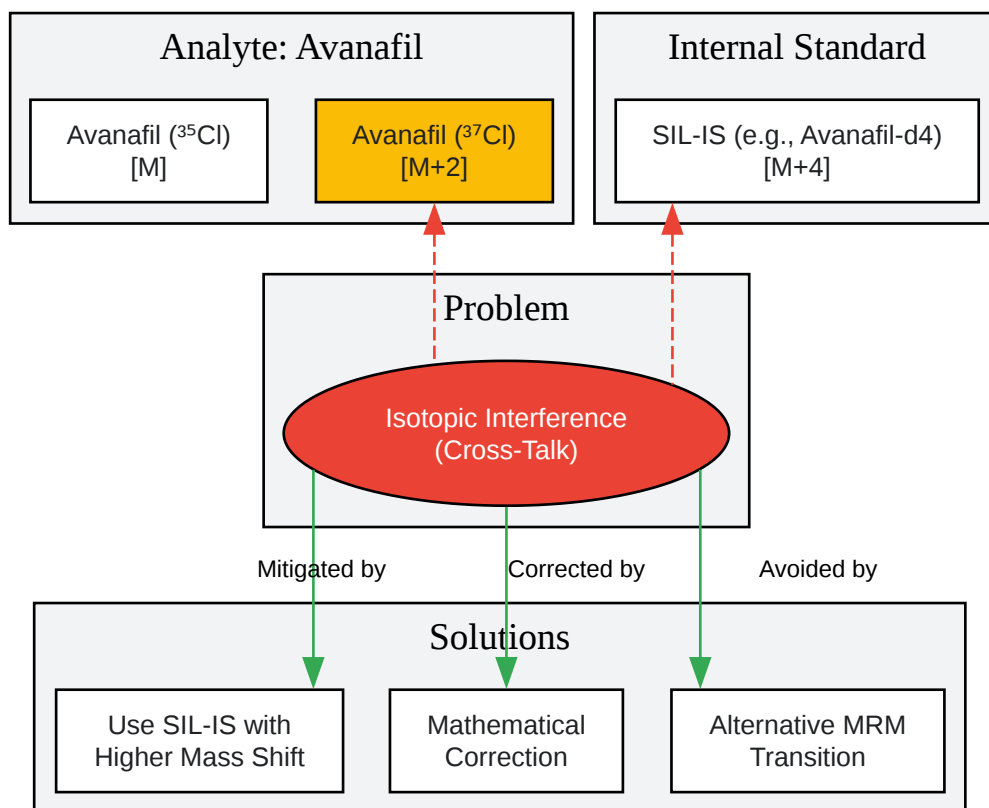 Analyte: Avanafil
Internal Standard
Avanafil (³⁵Cl)
[M]
Avanafil (³⁷Cl)
[M+2]
SIL-IS (e.g., Avanafil-d4)
[M+4]
Problem
Isotopic Interference
(Cross-Talk)
Mitigated by
Corrected by
Avoided by
Solutions
Use SIL-IS with
Higher Mass Shift
Mathematical
Correction
Alternative MRM
Transition